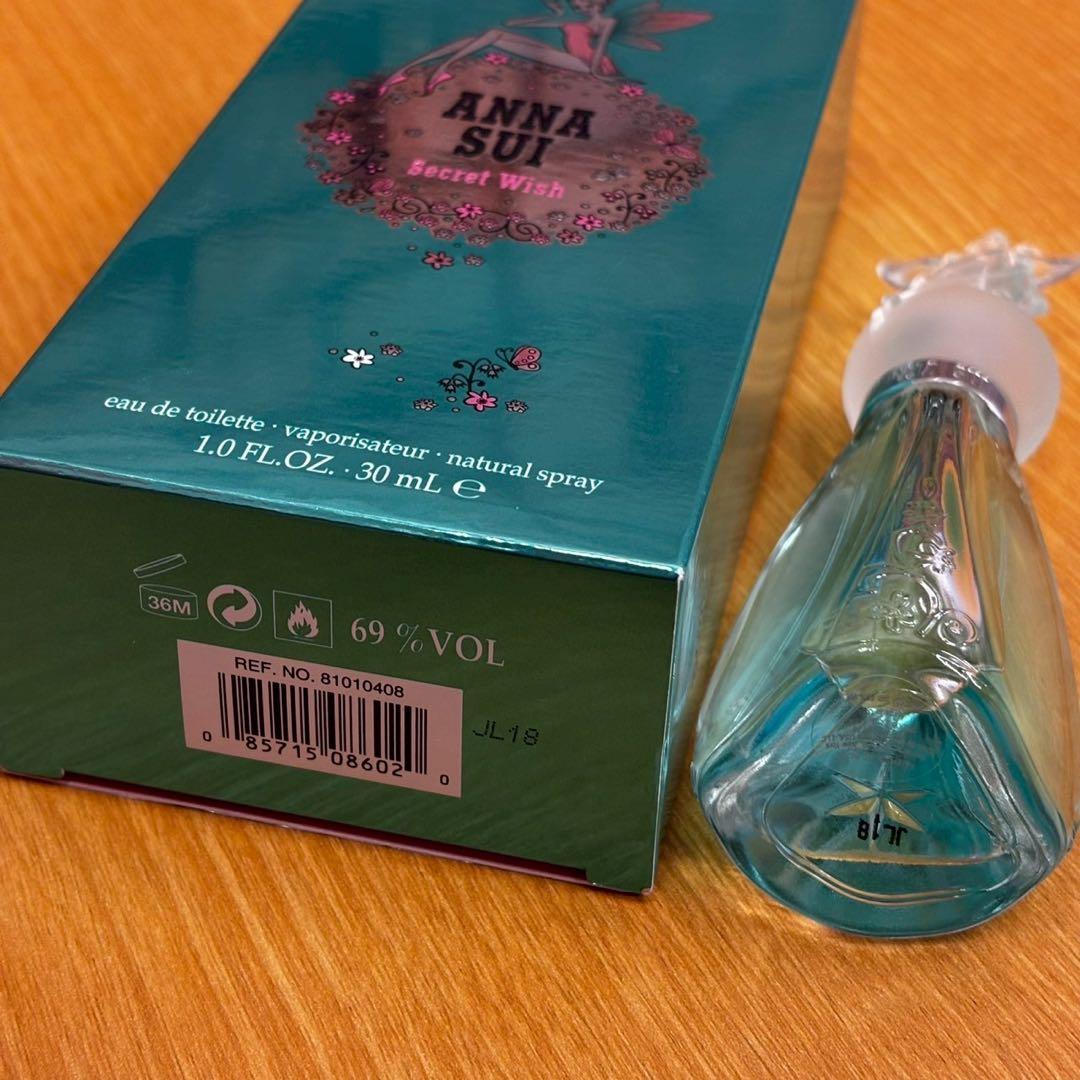 ANNA
SUI
Secret Wish
eau de toilette · vaporisateur · natural spray
1.0 FL.OZ. · 30 mL ℮
36M
69 %VOL
REF. NO. 81010408
0 85715 08602 0
JL18
JL18